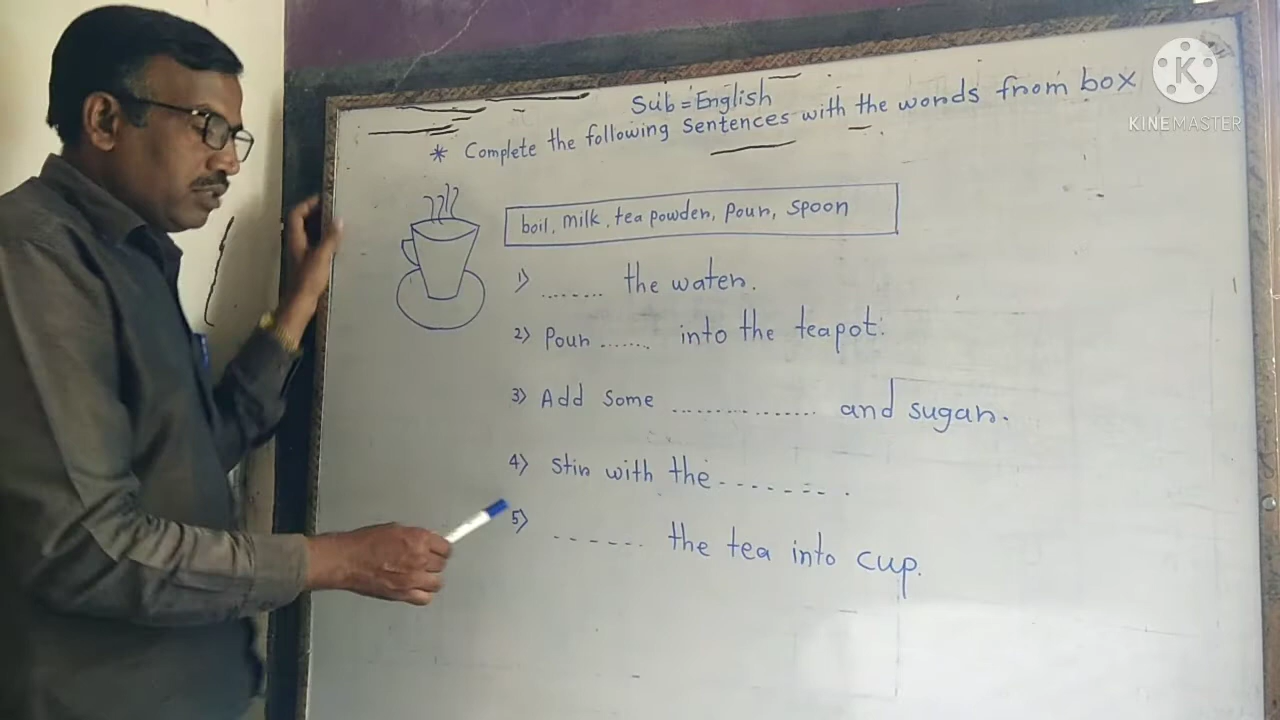 Sub = English
* Complete the following Sentences with the words from box
boil, milk, tea powder, pour, spoon
1) ........ the water.
2) Pour ....... into the teapot.
3) Add Some ................ and sugar.
4) Stir with the - - - - - - - .
5) - - - - - - the tea into cup.
K
KINEMASTER